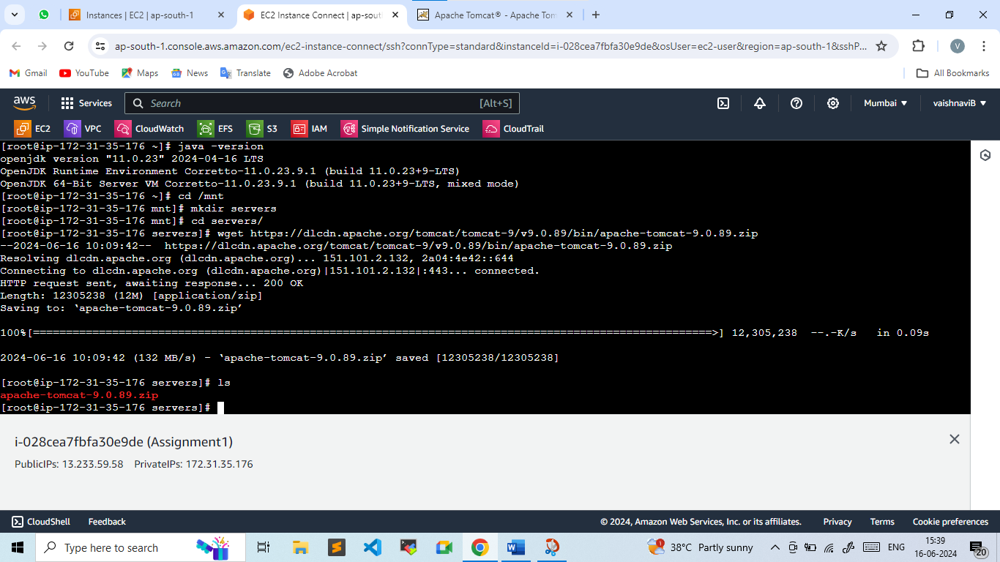 Instances | EC2 | ap-south-1
EC2 Instance Connect | ap-sout
Apache Tomcat® - Apache Tom
ap-south-1.console.aws.amazon.com/ec2-instance-connect/ssh?connType=standard&instanceId=i-028cea7fbfa30e9de&osUser=ec2-user&region=ap-south-1&sshP...
V
Gmail
YouTube
Maps
News
Translate
Adobe Acrobat
All Bookmarks
aws
Services
Search
[Alt+S]
Mumbai
vaishnaviB
EC2
VPC
CloudWatch
EFS
S3
IAM
Simple Notification Service
CloudTrail
[root@ip-172-31-35-176 ~]# java -version
openjdk version "11.0.23" 2024-04-16 LTS
OpenJDK Runtime Environment Corretto-11.0.23.9.1 (build 11.0.23+9-LTS)
OpenJDK 64-Bit Server VM Corretto-11.0.23.9.1 (build 11.0.23+9-LTS, mixed mode)
[root@ip-172-31-35-176 ~]# cd /mnt
[root@ip-172-31-35-176 mnt]# mkdir servers
[root@ip-172-31-35-176 mnt]# cd servers/
[root@ip-172-31-35-176 servers]# wget https://dlcdn.apache.org/tomcat/tomcat-9/v9.0.89/bin/apache-tomcat-9.0.89.zip
--2024-06-16 10:09:42-- https://dlcdn.apache.org/tomcat/tomcat-9/v9.0.89/bin/apache-tomcat-9.0.89.zip
Resolving dlcdn.apache.org (dlcdn.apache.org)... 151.101.2.132, 2a04:4e42::644
Connecting to dlcdn.apache.org (dlcdn.apache.org)|151.101.2.132|:443... connected.
HTTP request sent, awaiting response... 200 OK
Length: 12305238 (12M) [application/zip]
Saving to: ‘apache-tomcat-9.0.89.zip’
100%[=======================================================================================================>] 12,305,238 --.-K/s in 0.09s
2024-06-16 10:09:42 (132 MB/s) - ‘apache-tomcat-9.0.89.zip’ saved [12305238/12305238]
[root@ip-172-31-35-176 servers]# ls
apache-tomcat-9.0.89.zip
[root@ip-172-31-35-176 servers]#
i-028cea7fbfa30e9de (Assignment1)
PublicIPs: 13.233.59.58 PrivateIPs: 172.31.35.176
CloudShell
Feedback
© 2024, Amazon Web Services, Inc. or its affiliates.
Privacy
Terms
Cookie preferences
Type here to search
38°C Partly sunny
ENG
15:39
16-06-2024
20